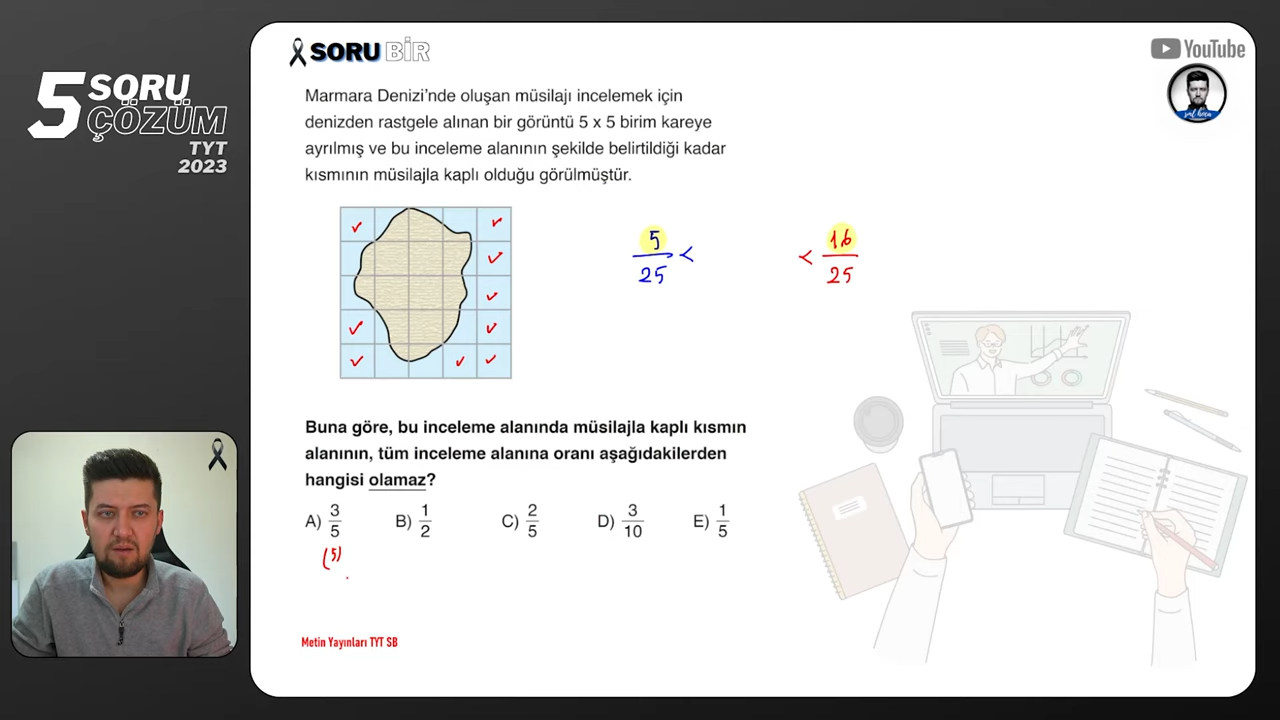 5 SORU
ÇÖZÜM
TYT
2023
SORU BİR
YouTube
Marmara Denizi'nde oluşan müsilajı incelemek için
denizden rastgele alınan bir görüntü 5 x 5 birim kareye
ayrılmış ve bu inceleme alanının şekilde belirtildiği kadar
kısmının müsilajla kaplı olduğu görülmüştür.
5/25 < < 16/25
Buna göre, bu inceleme alanında müsilajla kaplı kısmın
alanının, tüm inceleme alanına oranı aşağıdakilerden
hangisi olamaz?
A) 3/5 B) 1/2 C) 2/5 D) 3/10 E) 1/5
(5)
Metin Yayınları TYT SB